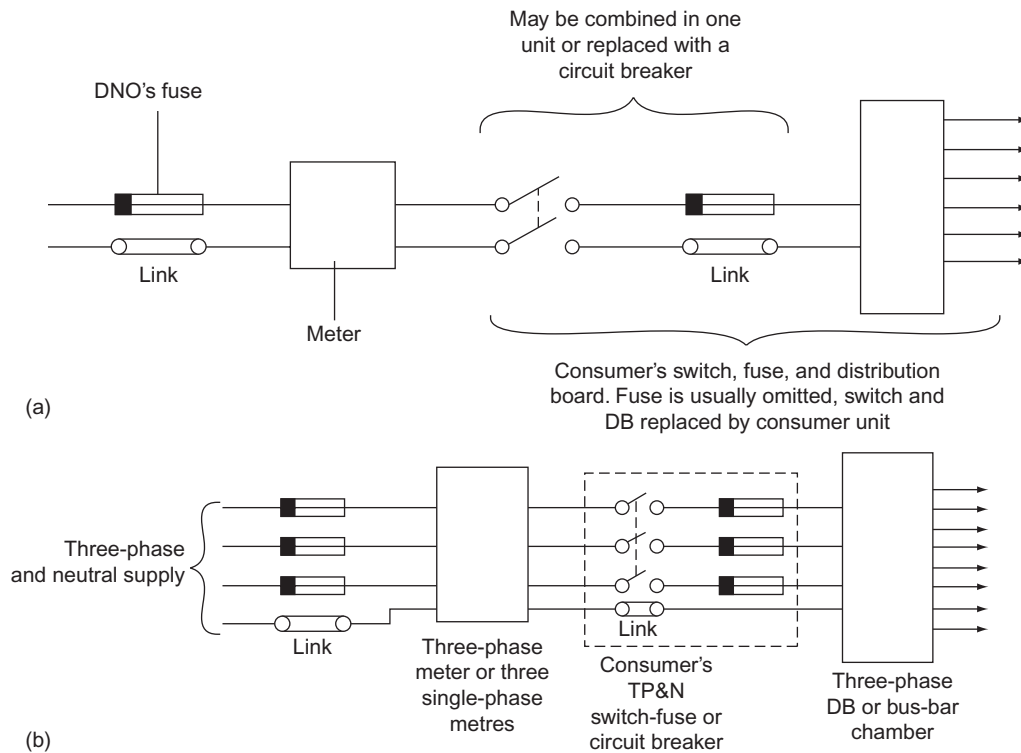 May be combined in one
unit or replaced with a
circuit breaker
DNO's fuse
Link
Meter
Link
Consumer's switch, fuse, and distribution
board. Fuse is usually omitted, switch and
DB replaced by consumer unit
(a)
Three-phase
and neutral supply
Link
Three-phase
meter or three
single-phase
metres
Link
Consumer's
TP&N
switch-fuse or
circuit breaker
Three-phase
DB or bus-bar
chamber
(b)